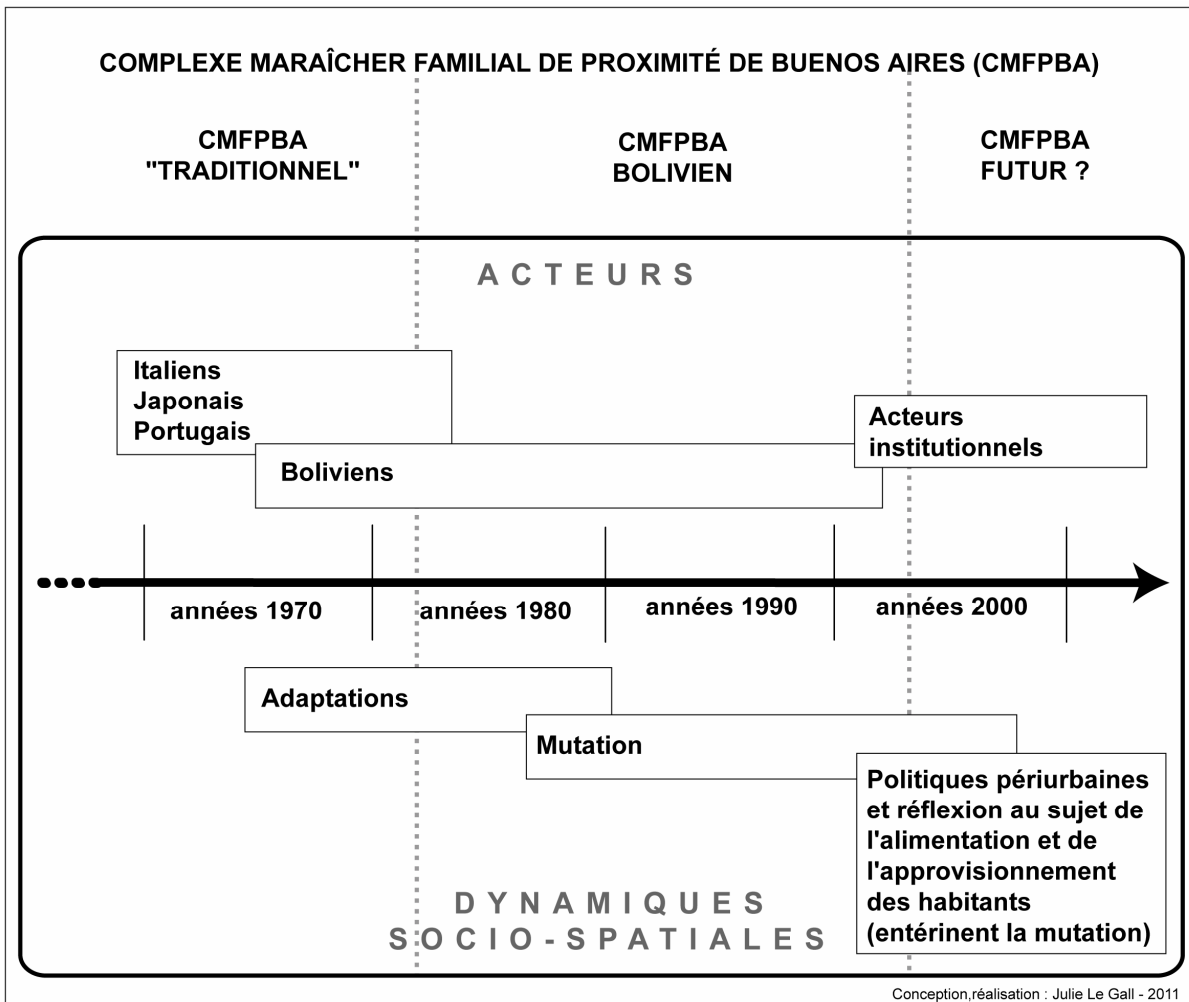 COMPLEXE MARAÎCHER FAMILIAL DE PROXIMITÉ DE BUENOS AIRES (CMFPBA)
CMFPBA
"TRADITIONNEL"
CMFPBA
BOLIVIEN
CMFPBA
FUTUR ?
ACTEURS
Italiens
Japonais
Portugais
Boliviens
Acteurs
institutionnels
années 1970
années 1980
années 1990
années 2000
Adaptations
Mutation
Politiques périurbaines
et réflexion au sujet de
l'alimentation et de
l'approvisionnement
des habitants
(entérinent la mutation)
DYNAMIQUES
SOCIO-SPATIALES
Conception,réalisation : Julie Le Gall - 2011